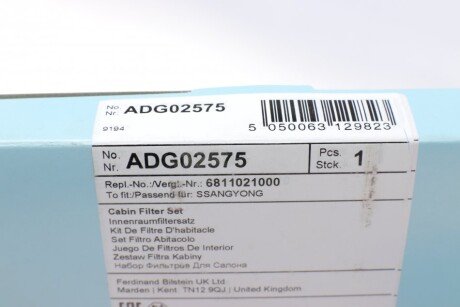 No.
Nr. ADG02575
9194
5 050063 129823
No.
Nr. ADG02575
Pcs.
Stck. 1
Repl.-No.:/Vergl.-Nr.: 6811021000
To fit:/Passend für: SSANGYONG
Cabin Filter Set
Innenraumfiltersatz
Kit De Filtre D'habitacle
Set Filtro Abitacolo
Juego De Filtros De Interior
Zestaw Filtra Kabiny
Набор Фильтров Для Салона
Ferdinand Bilstein UK Ltd.
Marden | Kent TN12 9QJ | United Kingdom